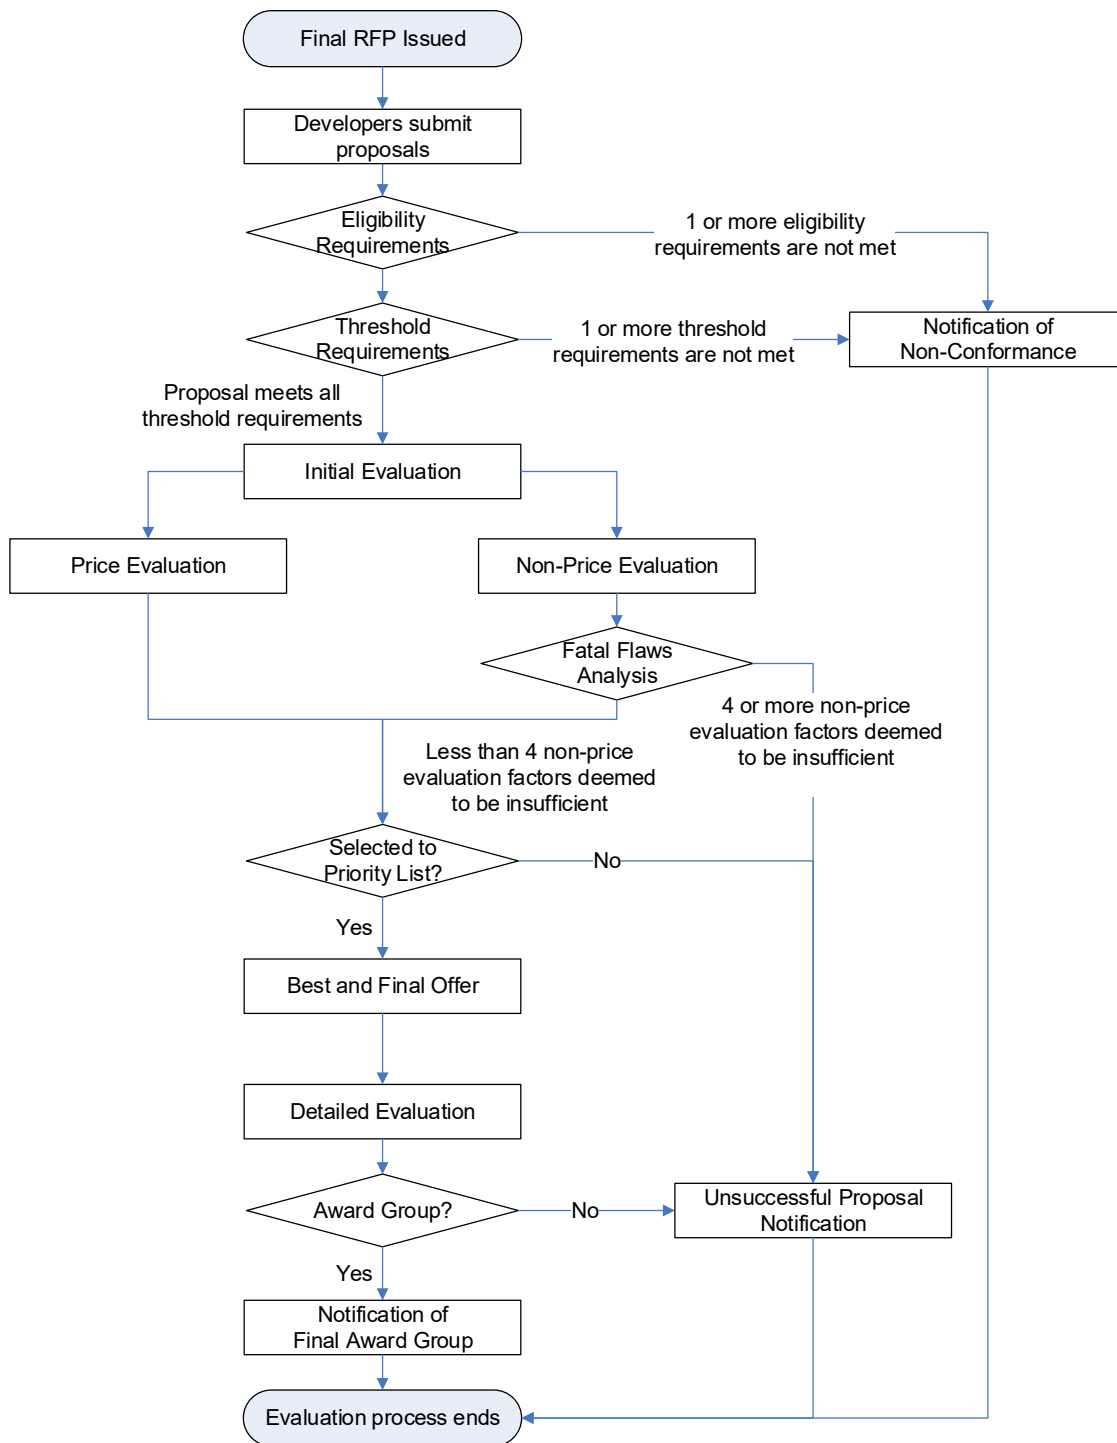 Final RFP Issued
Developers submit
proposals
Eligibility
Requirements
1 or more eligibility
requirements are not met
Threshold
Requirements
1 or more threshold
requirements are not met
Notification of
Non-Conformance
Proposal meets all
threshold requirements
Initial Evaluation
Price Evaluation
Non-Price Evaluation
Fatal Flaws
Analysis
4 or more non-price
evaluation factors deemed
to be insufficient
Less than 4 non-price
evaluation factors deemed
to be insufficient
Selected to
Priority List?
No
Yes
Best and Final Offer
Detailed Evaluation
Award Group?
No
Unsuccessful Proposal
Notification
Yes
Notification of
Final Award Group
Evaluation process ends